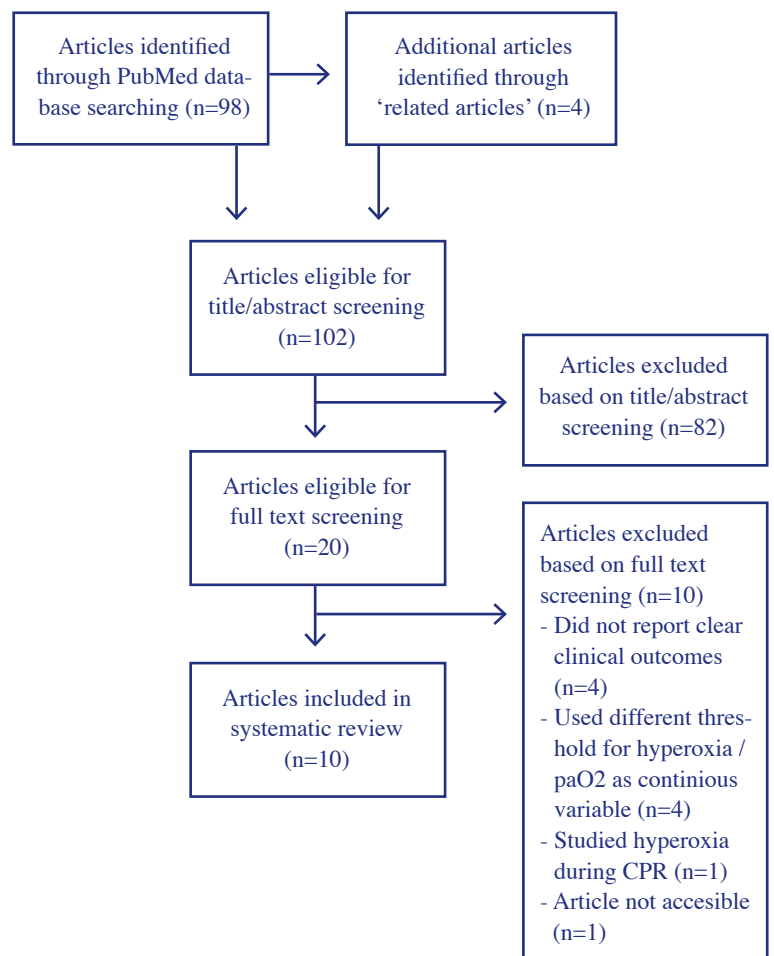 Articles identified
through PubMed data-
base searching (n=98)
Additional articles
identified through
‘related articles’ (n=4)
Articles eligible for
title/abstract screening
(n=102)
Articles excluded
based on title/abstract
screening (n=82)
Articles eligible for
full text screening
(n=20)
Articles excluded
based on full text
screening (n=10)
- Did not report clear
clinical outcomes
(n=4)
- Used different thres-
hold for hyperoxia /
paO2 as continious
variable (n=4)
- Studied hyperoxia
during CPR (n=1)
- Article not accesible
(n=1)
Articles included in
systematic review
(n=10)